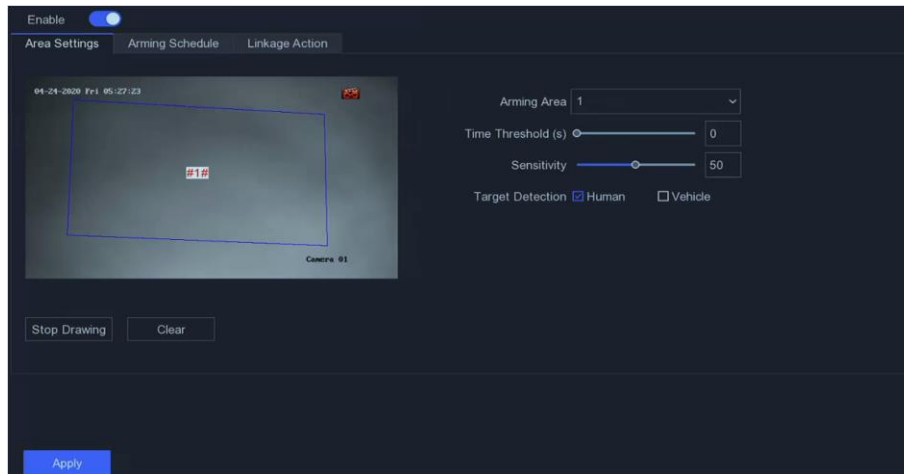 Enable
Area Settings Arming Schedule Linkage Action
04-24-2020 Fri 05:27:23
#1#
Camera 01
Stop Drawing Clear
Arming Area 1
Time Threshold (s) 0
Sensitivity 50
Target Detection Human Vehicle
Apply